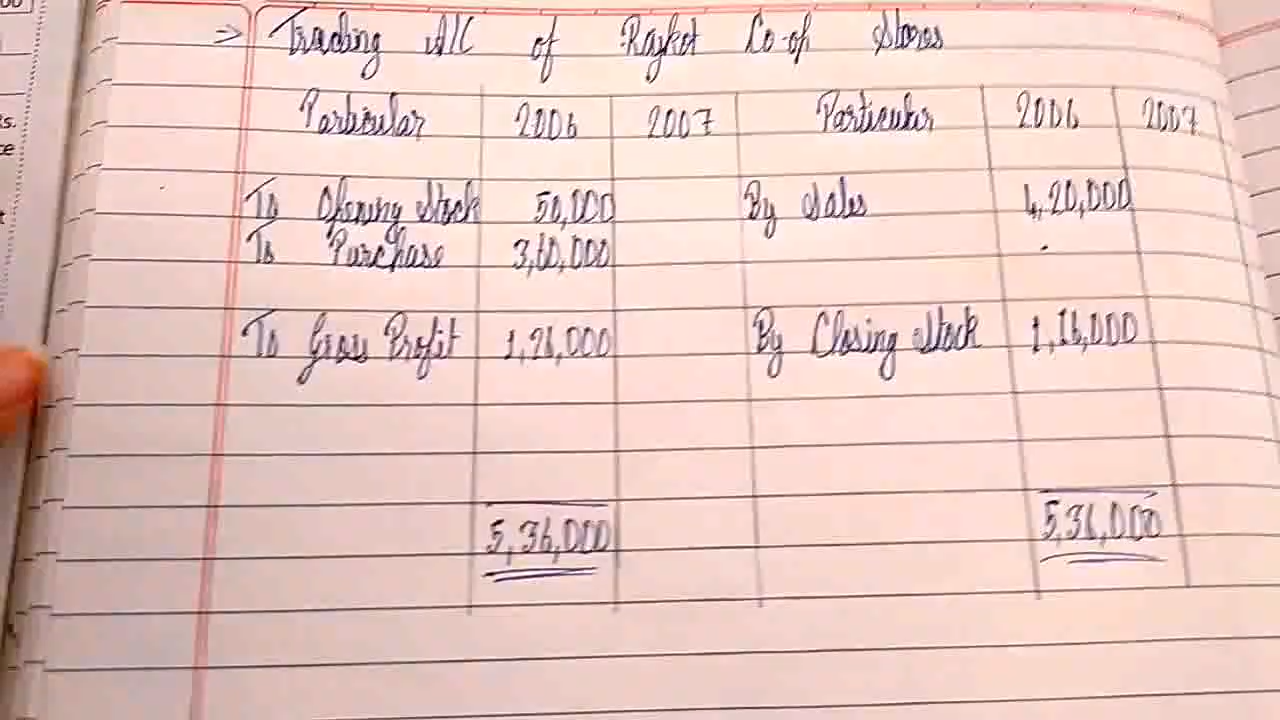 ⇒ Trading A/C of Rajkot Co-op Stores
Particular 2006 2007 Particular 2006 2007
To Opening Stock 50,000 By Sales 4,20,000
To Purchase 3,60,000
To Gross Profit 1,26,000 By Closing Stock 1,16,000
5,36,000 5,36,000